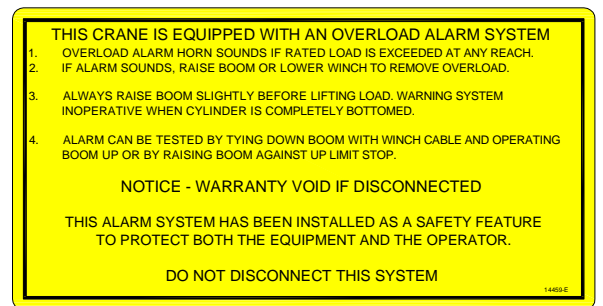 THIS CRANE IS EQUIPPED WITH AN OVERLOAD ALARM SYSTEM
1. OVERLOAD ALARM HORN SOUNDS IF RATED LOAD IS EXCEEDED AT ANY REACH.
2. IF ALARM SOUNDS, RAISE BOOM OR LOWER WINCH TO REMOVE OVERLOAD.
3. ALWAYS RAISE BOOM SLIGHTLY BEFORE LIFTING LOAD. WARNING SYSTEM
INOPERATIVE WHEN CYLINDER IS COMPLETELY BOTTOMED.
4. ALARM CAN BE TESTED BY TYING DOWN BOOM WITH WINCH CABLE AND OPERATING
BOOM UP OR BY RAISING BOOM AGAINST UP LIMIT STOP.
NOTICE - WARRANTY VOID IF DISCONNECTED
THIS ALARM SYSTEM HAS BEEN INSTALLED AS A SAFETY FEATURE
TO PROTECT BOTH THE EQUIPMENT AND THE OPERATOR.
DO NOT DISCONNECT THIS SYSTEM
14459-E